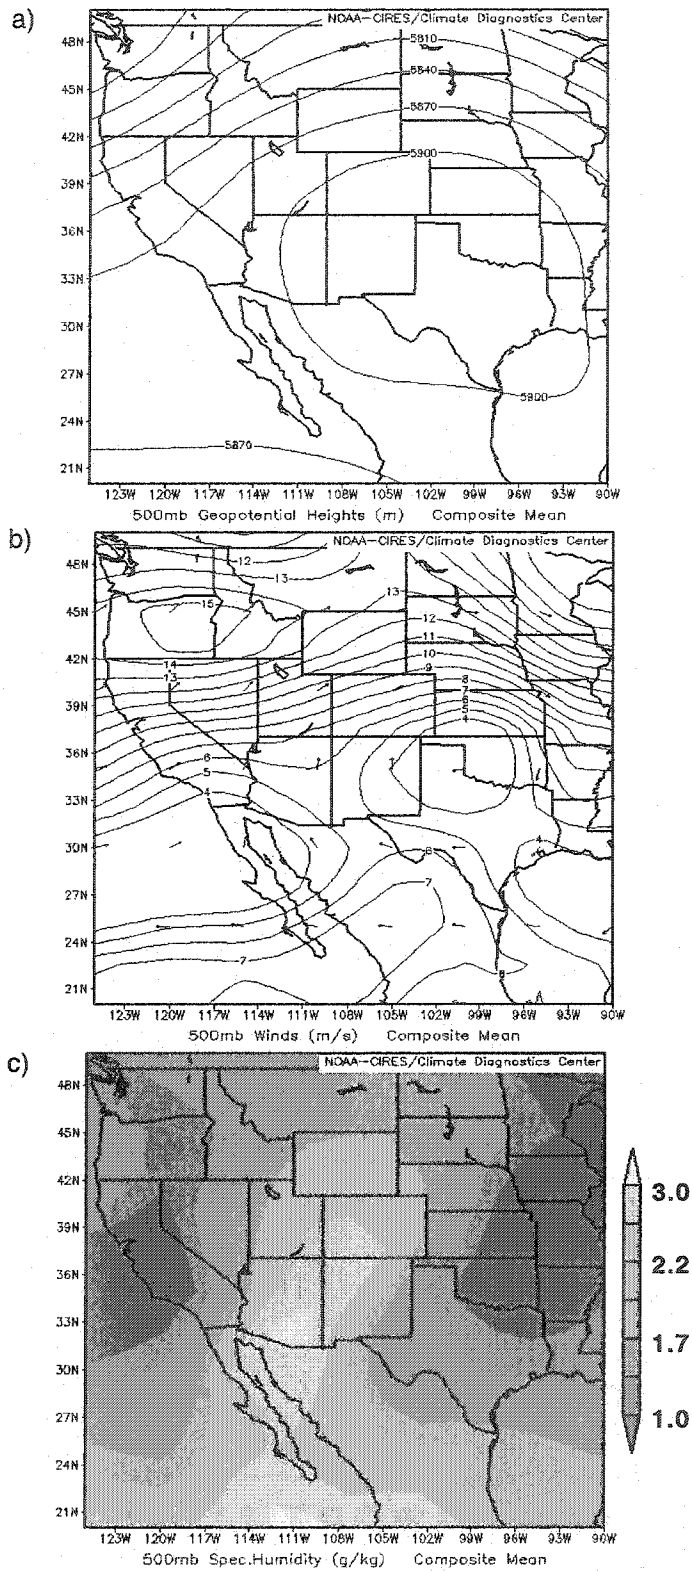 a)
NOAA-CIRES/Climate Diagnostics Center
48N
45N
42N
39N
36N
33N
30N
27N
24N
21N
5810
5840
5870
5900
5900
5870
123W 120W 117W 114W 111W 108W 105W 102W 99W 96W 93W 90W
500mb Geopotential Heights (m) Composite Mean
b)
NOAA-CIRES/Climate Diagnostics Center
48N
45N
42N
39N
36N
33N
30N
27N
24N
21N
12
13
13
15
12
11
10
9
14
13
8
7
6
5
4
6
5
4
4
6
7
7
8
123W 120W 117W 114W 111W 108W 105W 102W 99W 96W 93W 90W
500mb Winds (m/s) Composite Mean
c)
NOAA-CIRES/Climate Diagnostics Center
48N
45N
42N
39N
36N
33N
30N
27N
24N
21N
3.0
2.2
1.7
1.0
123W 120W 117W 114W 111W 108W 105W 102W 99W 96W 93W 90W
500mb Spec.Humidity (g/kg) Composite Mean